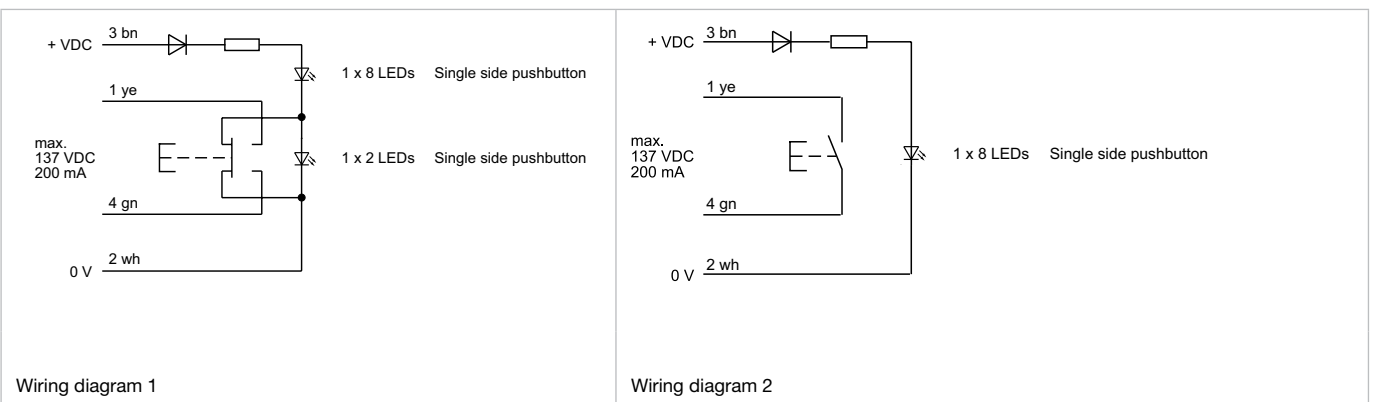 + VDC
3 bn
1 x 8 LEDs Single side pushbutton
1 ye
max.
137 VDC
200 mA
1 x 2 LEDs Single side pushbutton
4 gn
0 V
2 wh
Wiring diagram 1
+ VDC
3 bn
1 ye
max.
137 VDC
200 mA
1 x 8 LEDs Single side pushbutton
4 gn
0 V
2 wh
Wiring diagram 2